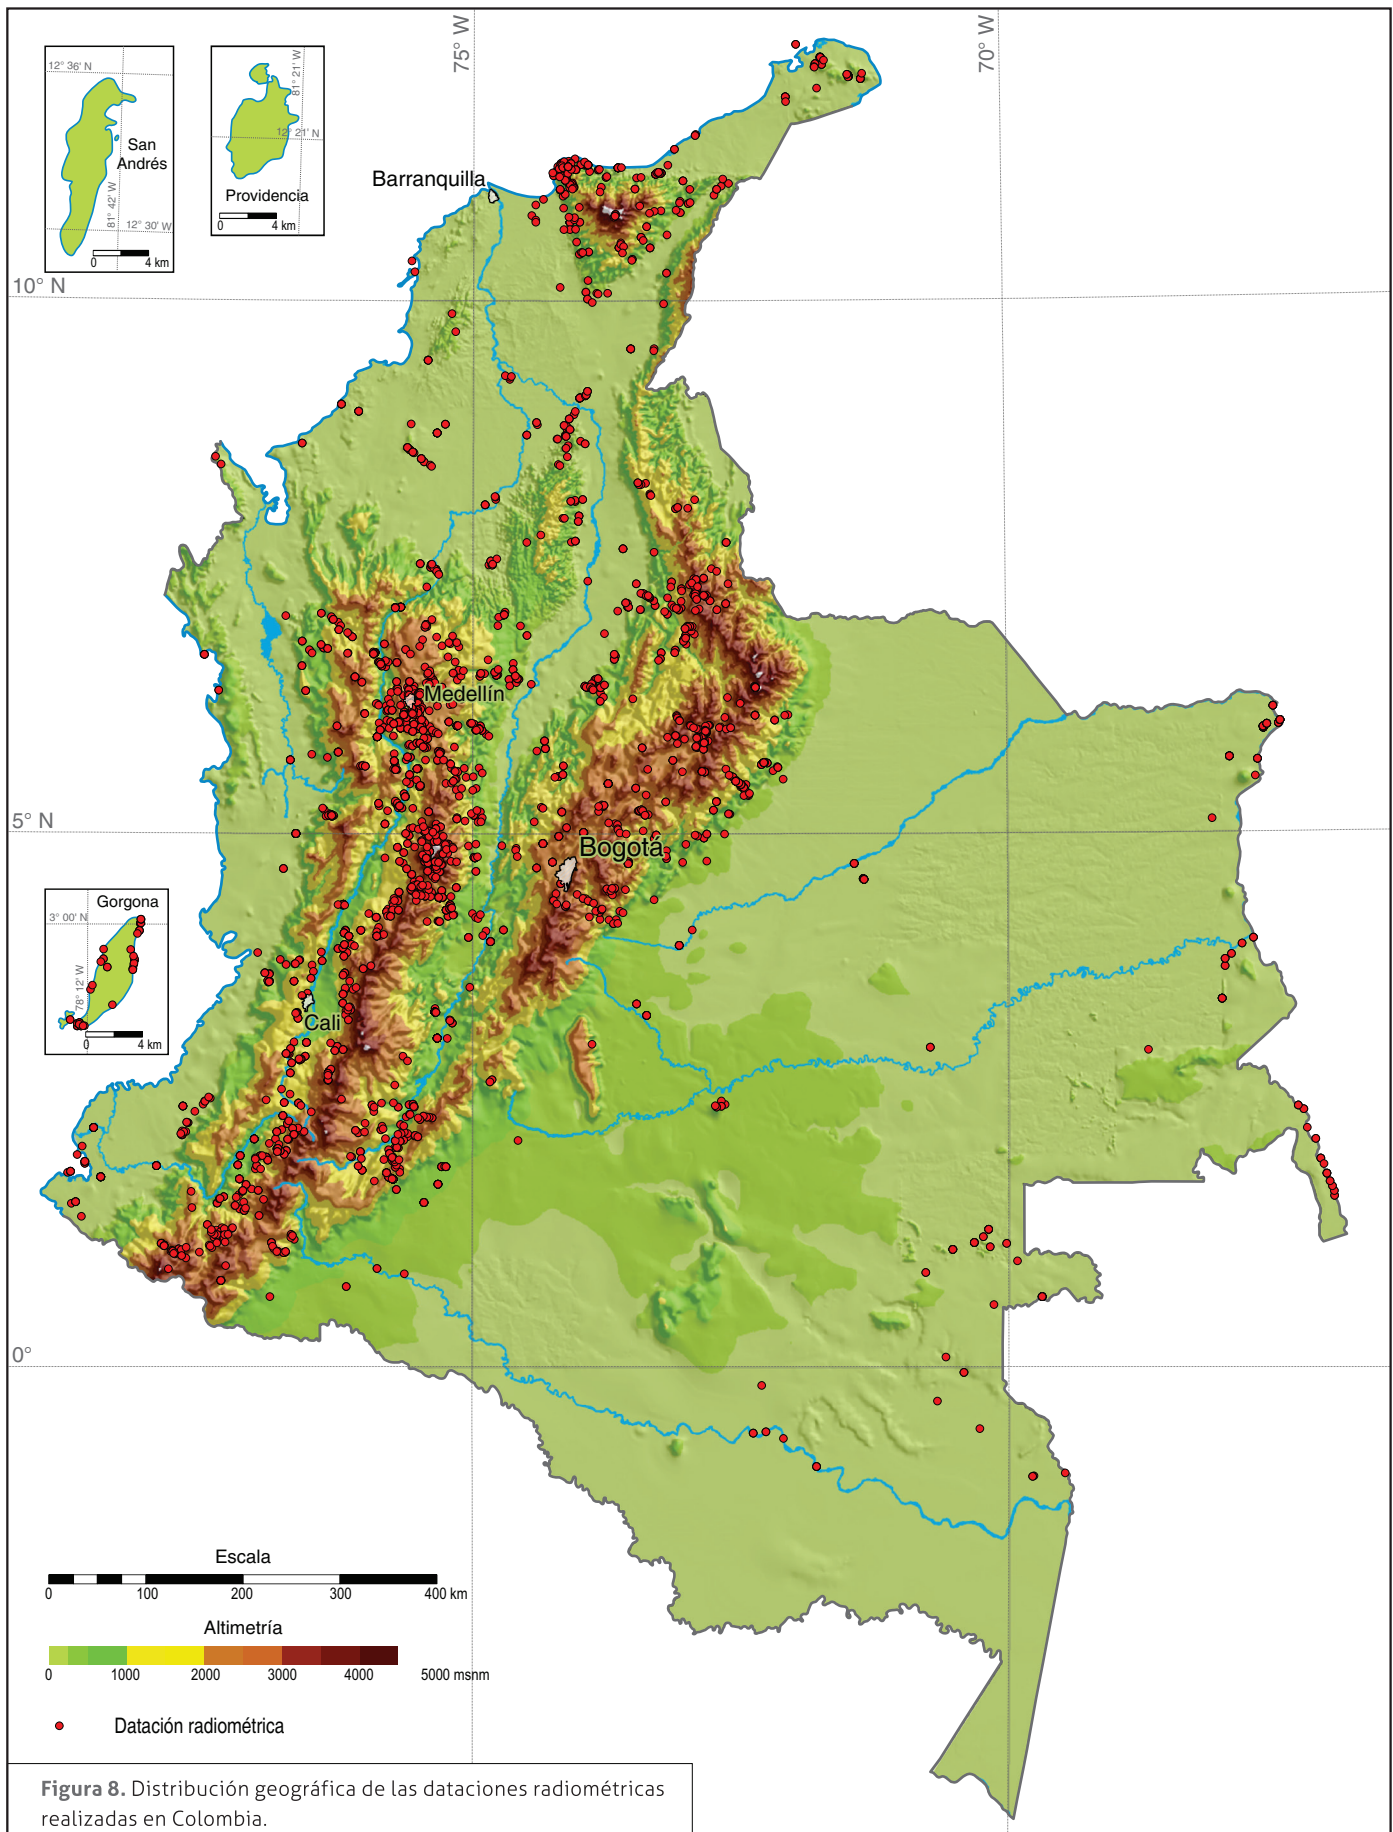 75° W
70° W
12° 36' N
San
Andrés
81° 42' W
12° 30' W
0 4 km
81° 21' W
12° 21' N
Providencia
0 4 km
Barranquilla
10° N
Medellín
5° N
Bogotá
Gorgona
3° 00' N
78° 12' W
0 4 km
Cali
0°
Escala
0 100 200 300 400 km
Altimetría
0 1000 2000 3000 4000 5000 msnm
Datación radiométrica
Figura 8. Distribución geográfica de las dataciones radiométricas
realizadas en Colombia.